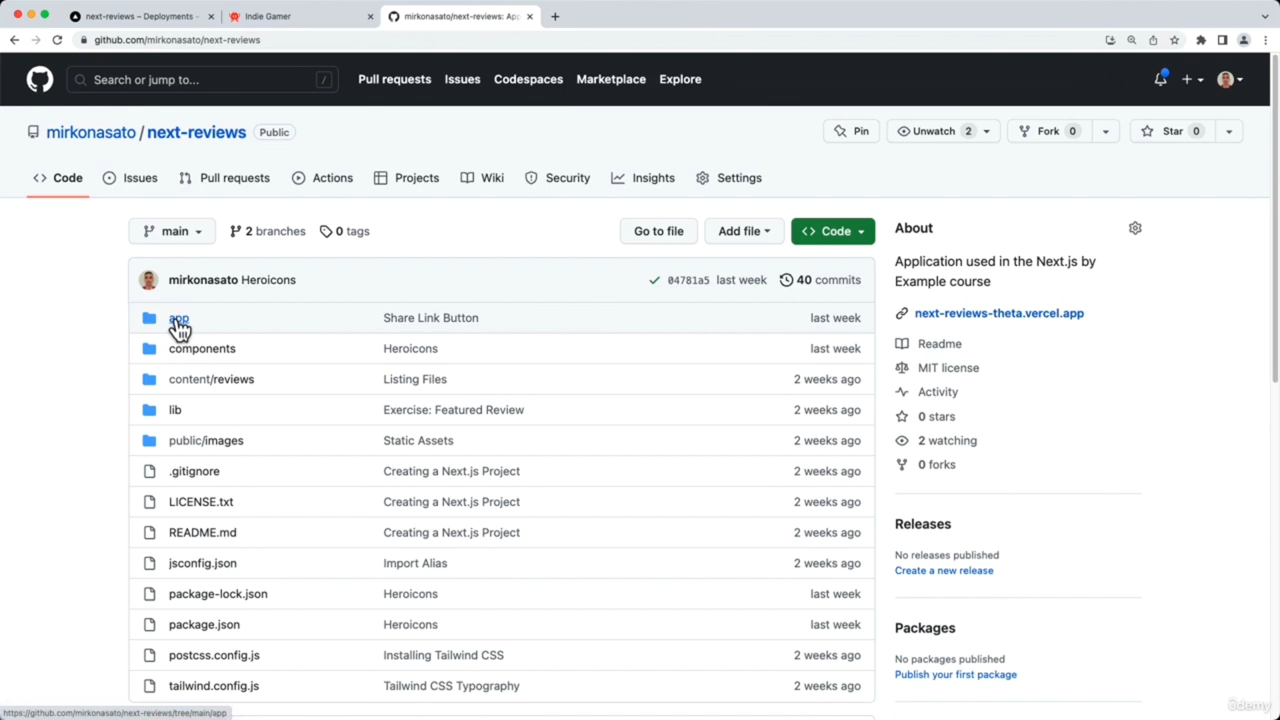 next-reviews – Deployments -
Indie Gamer
mirkonasato/next-reviews: App
github.com/mirkonasato/next-reviews
Search or jump to...
/
Pull requests
Issues
Codespaces
Marketplace
Explore
mirkonasato / next-reviews
Public
Pin
Unwatch 2
Fork 0
Star 0
Code
Issues
Pull requests
Actions
Projects
Wiki
Security
Insights
Settings
main
2 branches
0 tags
Go to file
Add file
Code
mirkonasato Heroicons
04781a5 last week
40 commits
app Share Link Button last week
components Heroicons last week
content/reviews Listing Files 2 weeks ago
lib Exercise: Featured Review 2 weeks ago
public/images Static Assets 2 weeks ago
.gitignore Creating a Next.js Project 2 weeks ago
LICENSE.txt Creating a Next.js Project 2 weeks ago
README.md Creating a Next.js Project 2 weeks ago
jsconfig.json Import Alias 2 weeks ago
package-lock.json Heroicons last week
package.json Heroicons last week
postcss.config.js Installing Tailwind CSS 2 weeks ago
tailwind.config.js Tailwind CSS Typography 2 weeks ago
About
Application used in the Next.js by
Example course
next-reviews-theta.vercel.app
Readme
MIT license
Activity
0 stars
2 watching
0 forks
Releases
No releases published
Create a new release
Packages
No packages published
Publish your first package
https://github.com/mirkonasato/next-reviews/tree/main/app
ûdemy